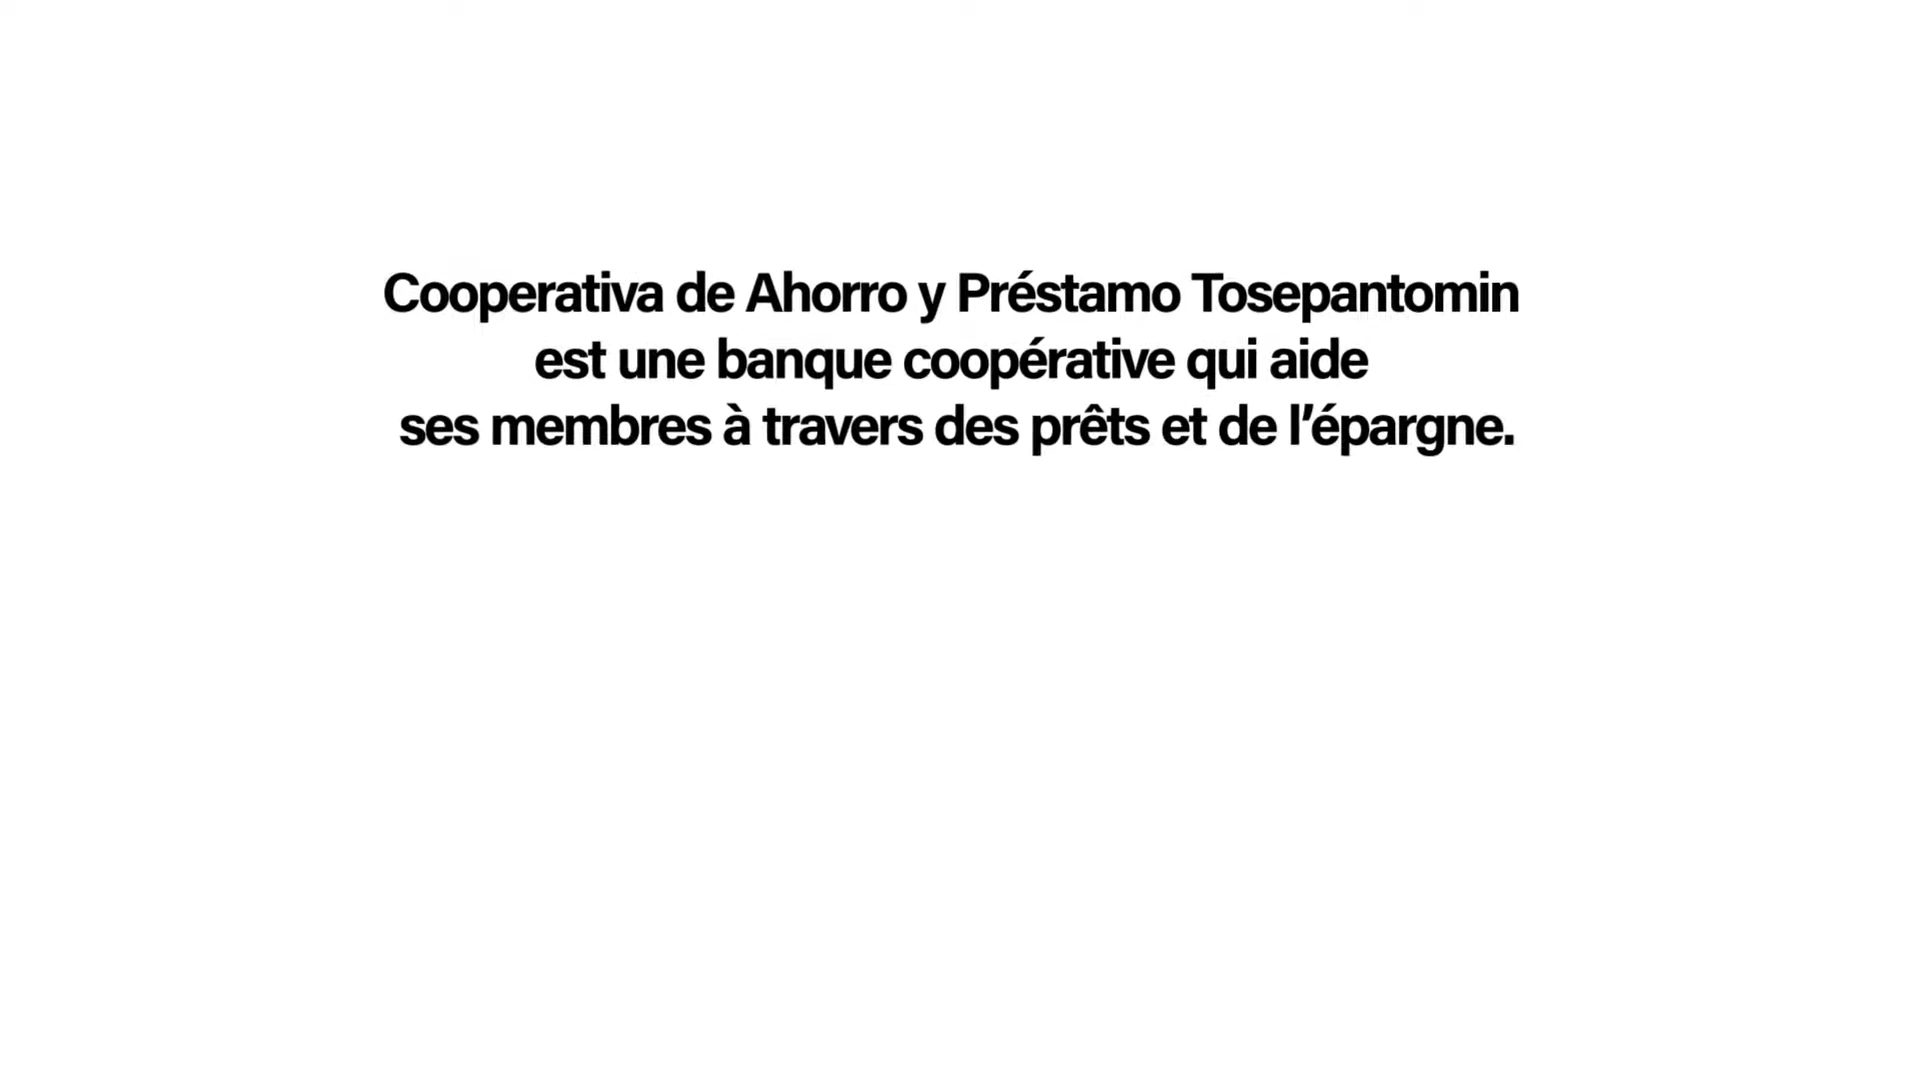 Cooperativa de Ahorro y Préstamo Tosepantomin
est une banque coopérative qui aide
ses membres à travers des prêts et de l’épargne.